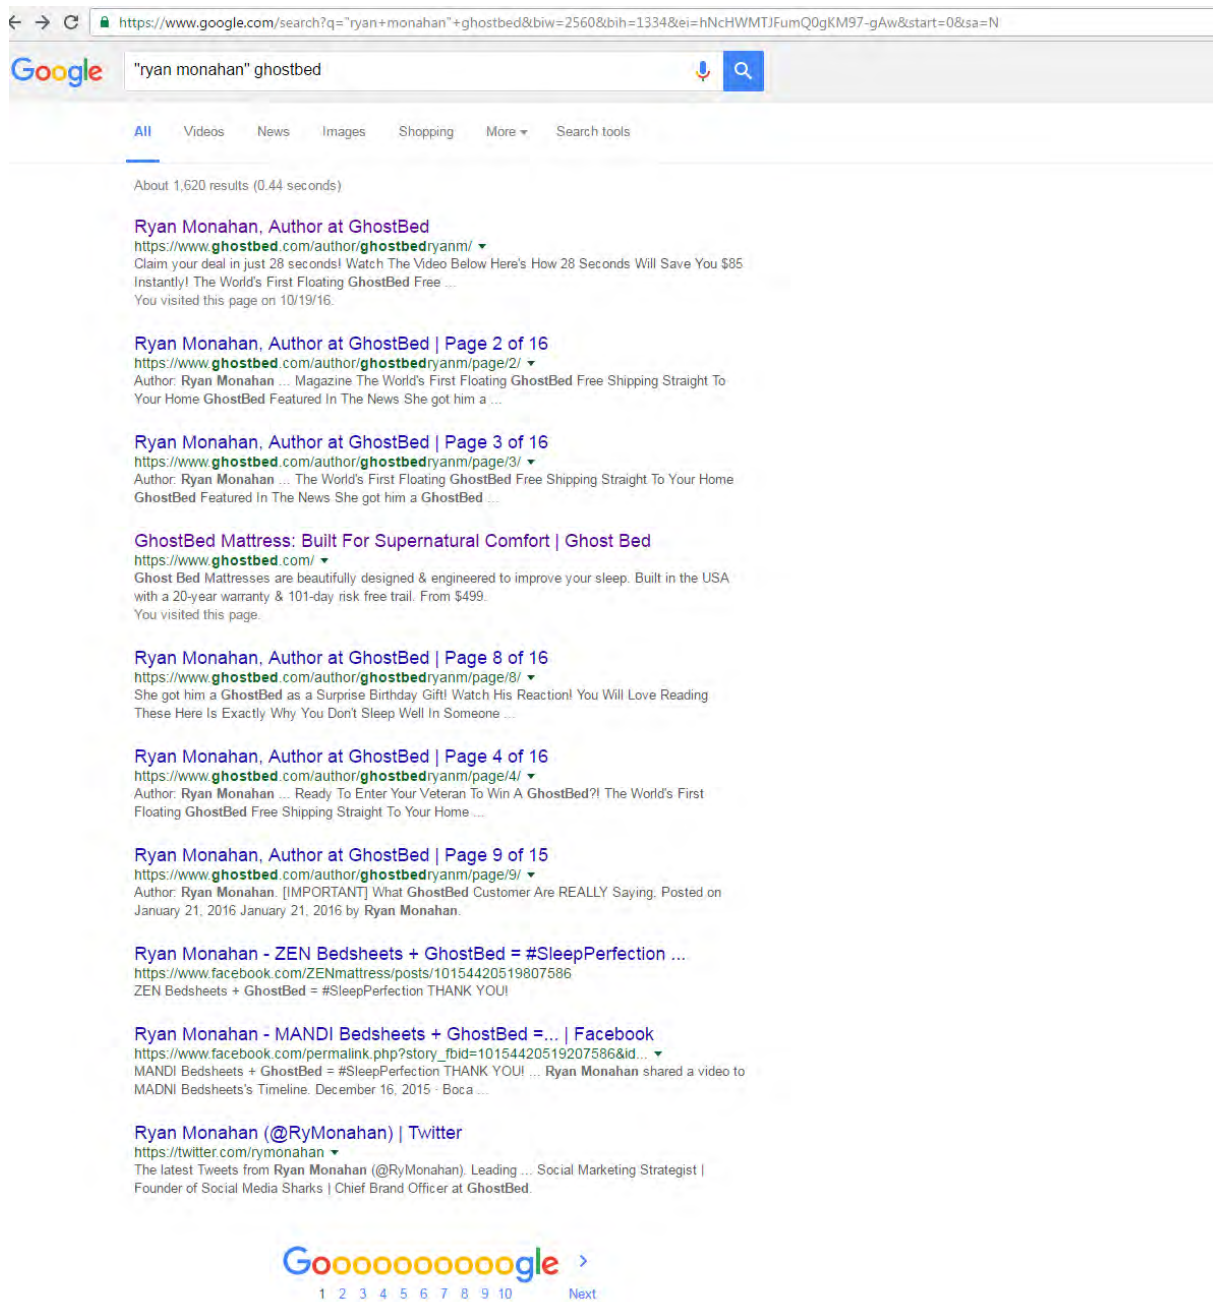 https://www.google.com/search?q="ryan+monahan"+ghostbed&biw=2560&bih=1334&ei=hNcHWMTJFumQ0gKM97-gAw&start=0&sa=N
Google
"ryan monahan" ghostbed
All Videos News Images Shopping More Search tools
About 1,620 results (0.44 seconds)
Ryan Monahan, Author at GhostBed
https://www.ghostbed.com/author/ghostbedryanm/
Claim your deal in just 28 seconds! Watch The Video Below Here's How 28 Seconds Will Save You $85
Instantly! The World's First Floating GhostBed Free ...
You visited this page on 10/19/16.
Ryan Monahan, Author at GhostBed | Page 2 of 16
https://www.ghostbed.com/author/ghostbedryanm/page/2/
Author: Ryan Monahan ... Magazine The World's First Floating GhostBed Free Shipping Straight To
Your Home GhostBed Featured In The News She got him a ...
Ryan Monahan, Author at GhostBed | Page 3 of 16
https://www.ghostbed.com/author/ghostbedryanm/page/3/
Author: Ryan Monahan ... The World's First Floating GhostBed Free Shipping Straight To Your Home
GhostBed Featured In The News She got him a GhostBed ...
GhostBed Mattress: Built For Supernatural Comfort | Ghost Bed
https://www.ghostbed.com/
Ghost Bed Mattresses are beautifully designed & engineered to improve your sleep. Built in the USA
with a 20-year warranty & 101-day risk free trail. From $499.
You visited this page.
Ryan Monahan, Author at GhostBed | Page 8 of 16
https://www.ghostbed.com/author/ghostbedryanm/page/8/
She got him a GhostBed as a Surprise Birthday Gift! Watch His Reaction! You Will Love Reading
These Here Is Exactly Why You Don't Sleep Well In Someone ...
Ryan Monahan, Author at GhostBed | Page 4 of 16
https://www.ghostbed.com/author/ghostbedryanm/page/4/
Author: Ryan Monahan ... Ready To Enter Your Veteran To Win A GhostBed?! The World's First
Floating GhostBed Free Shipping Straight To Your Home ...
Ryan Monahan, Author at GhostBed | Page 9 of 15
https://www.ghostbed.com/author/ghostbedryanm/page/9/
Author: Ryan Monahan. [IMPORTANT] What GhostBed Customer Are REALLY Saying. Posted on
January 21, 2016 January 21, 2016 by Ryan Monahan.
Ryan Monahan - ZEN Bedsheets + GhostBed = #SleepPerfection ...
https://www.facebook.com/ZENmattress/posts/10154420519807586
ZEN Bedsheets + GhostBed = #SleepPerfection THANK YOU!
Ryan Monahan - MANDI Bedsheets + GhostBed =... | Facebook
https://www.facebook.com/permalink.php?story_fbid=10154420519207586&id...
MANDI Bedsheets + GhostBed = #SleepPerfection THANK YOU! ... Ryan Monahan shared a video to
MADNI Bedsheets's Timeline. December 16, 2015 · Boca ...
Ryan Monahan (@RyMonahan) | Twitter
https://twitter.com/rymonahan
The latest Tweets from Ryan Monahan (@RyMonahan). Leading ... Social Marketing Strategist |
Founder of Social Media Sharks | Chief Brand Officer at GhostBed.
Goooooooooogle >
1 2 3 4 5 6 7 8 9 10 Next